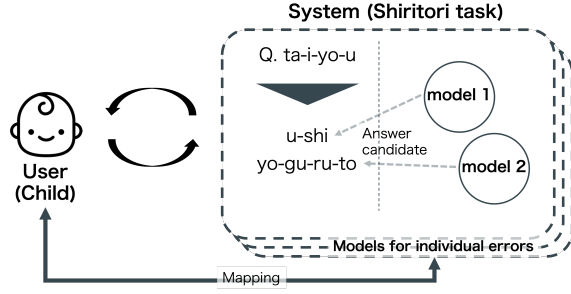 System (Shiritori task)
Q. ta-i-yo-u
model 1
u-shi
Answer
candidate
yo-gu-ru-to
model 2
User
(Child)
Models for individual errors
Mapping